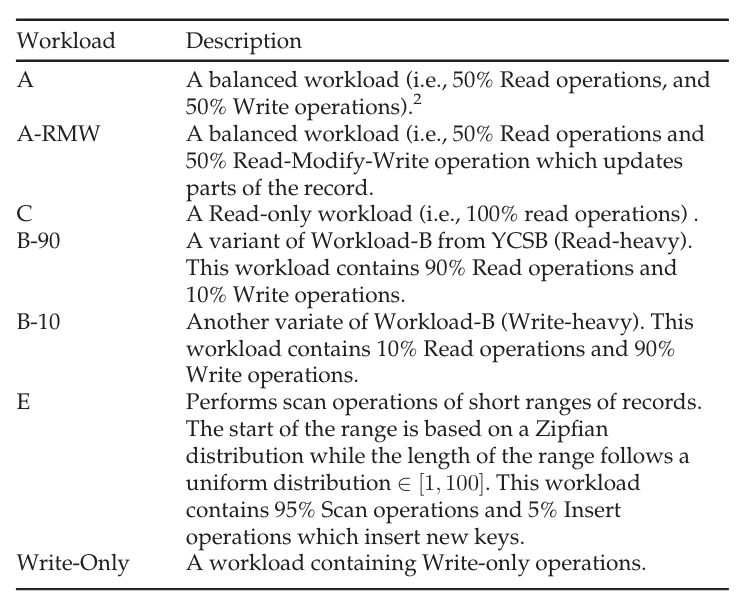 Workload Description
A A balanced workload (i.e., 50% Read operations, and
50% Write operations).2
A-RMW A balanced workload (i.e., 50% Read operations and
50% Read-Modify-Write operation which updates
parts of the record.
C A Read-only workload (i.e., 100% read operations) .
B-90 A variant of Workload-B from YCSB (Read-heavy).
This workload contains 90% Read operations and
10% Write operations.
B-10 Another variate of Workload-B (Write-heavy). This
workload contains 10% Read operations and 90%
Write operations.
E Performs scan operations of short ranges of records.
The start of the range is based on a Zipfian
distribution while the length of the range follows a
uniform distribution ∈ [1, 100]. This workload
contains 95% Scan operations and 5% Insert
operations which insert new keys.
Write-Only A workload containing Write-only operations.